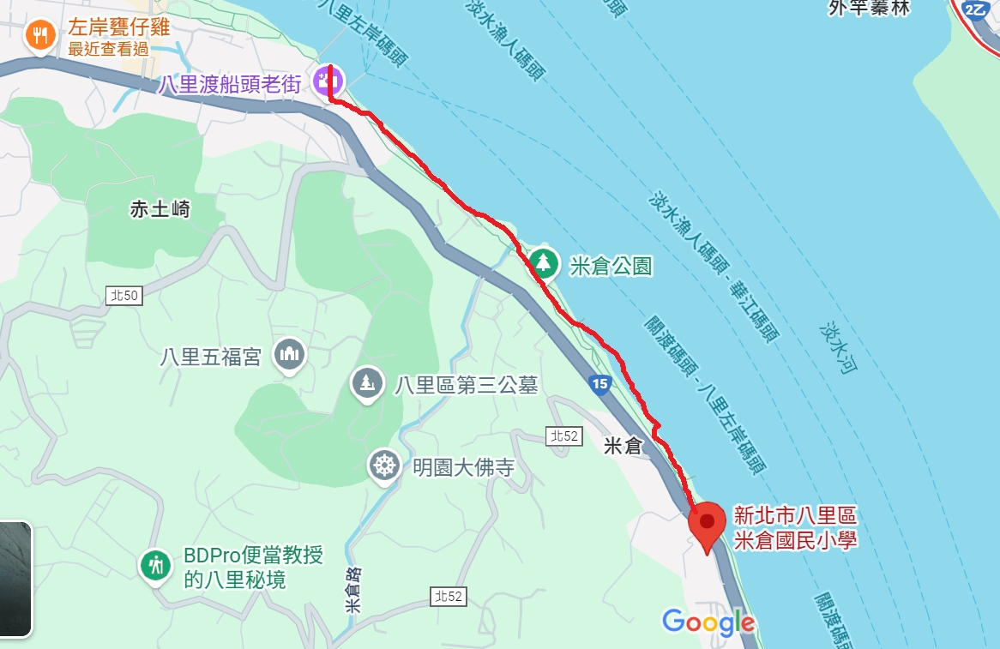 外竿蓁林
2乙
左岸甕仔雞
最近查看過
八里左岸碼頭
淡水漁人碼頭
碼頭
八里渡船頭老街
赤土崎
淡水漁人碼頭 - 華江碼頭
米倉公園
北50
關渡碼頭 - 八里左岸碼頭
淡水河
八里五福宮
八里區第三公墓
15
北52
米倉
明園大佛寺
新北市八里區
米倉國民小學
BDPro便當教授
的八里秘境
米倉路
北52
關渡碼頭
Google